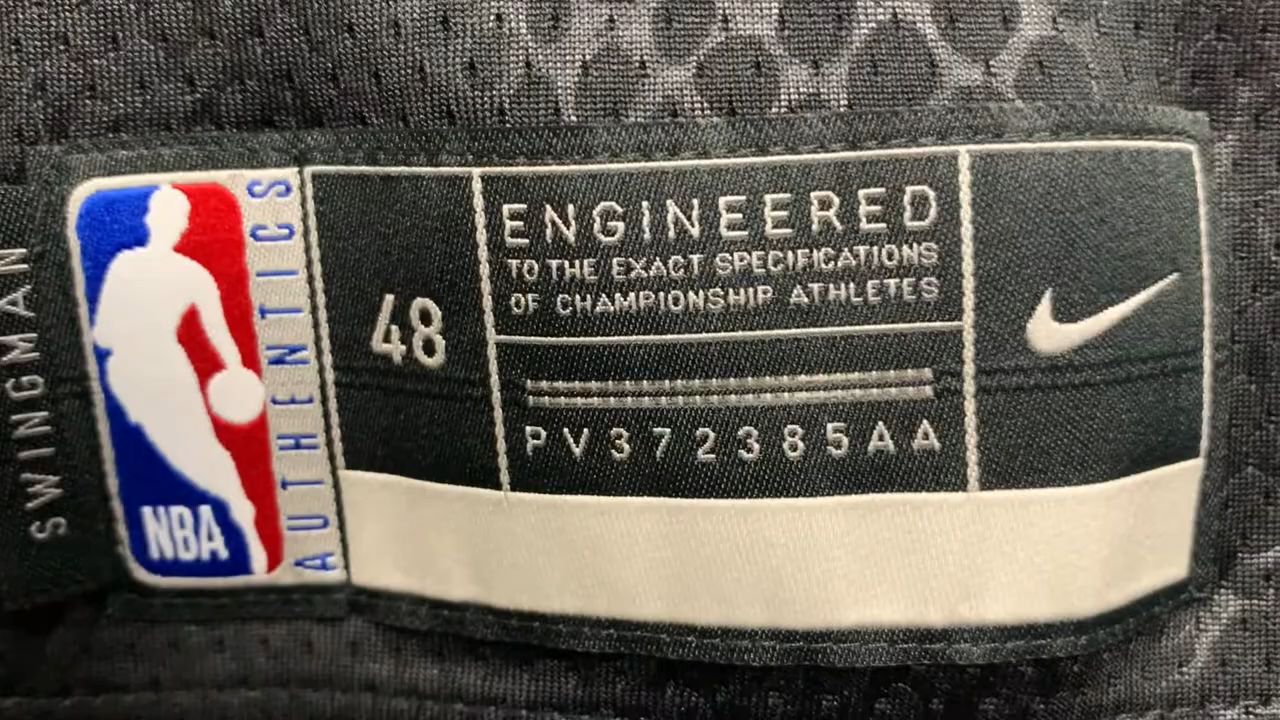 SWINGMAN
NBA
AUTHENTICS
48
ENGINEERED
TO THE EXACT SPECIFICATIONS
OF CHAMPIONSHIP ATHLETES
PV372385AA